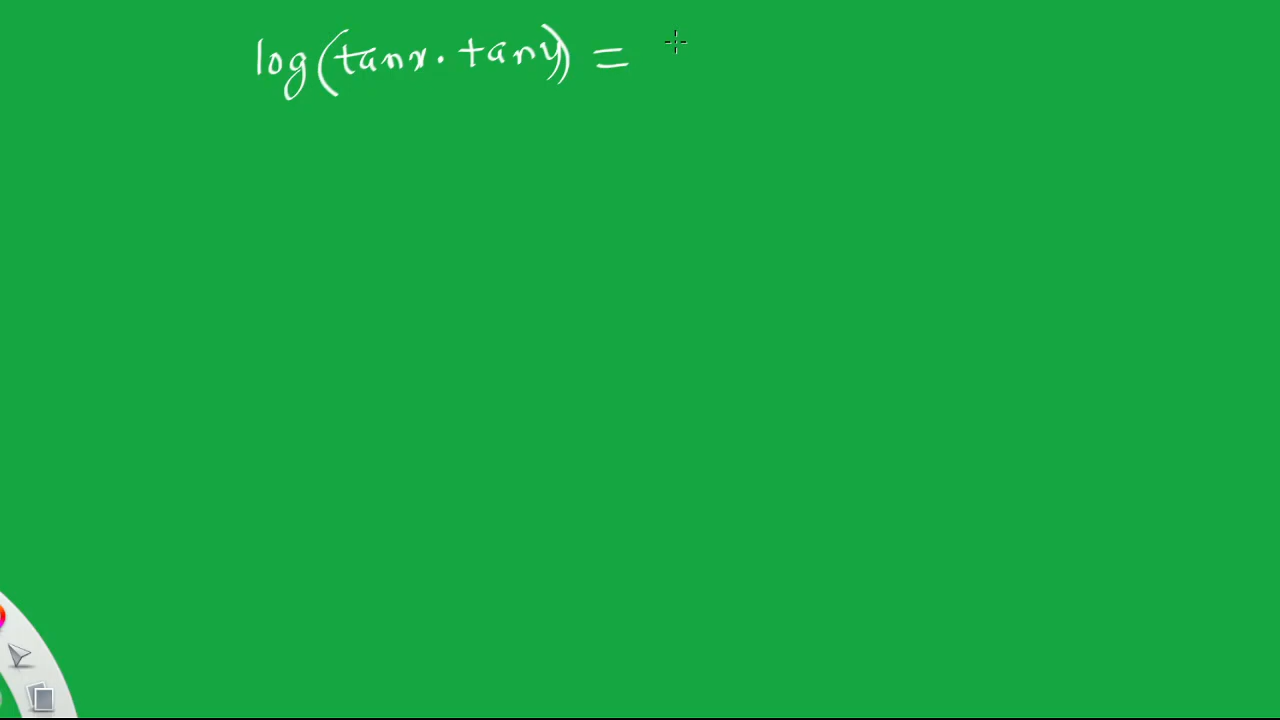 log(tanx . tany) =